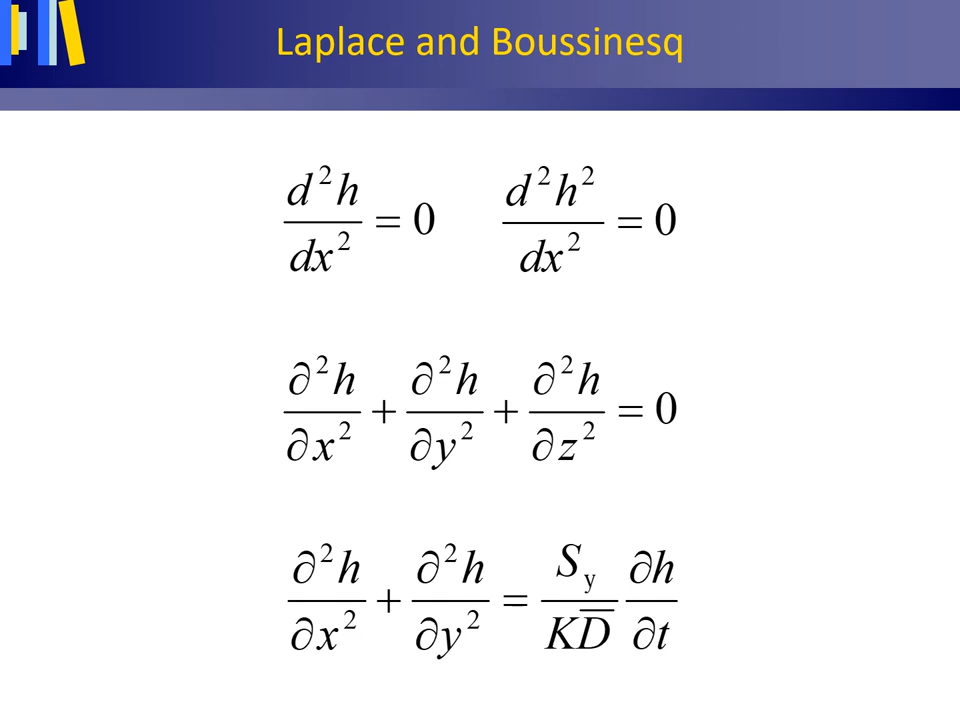 Laplace and Boussinesq
d²h/dx² = 0    d²h²/dx² = 0
∂²h/∂x² + ∂²h/∂y² + ∂²h/∂z² = 0
∂²h/∂x² + ∂²h/∂y² = S_y/(KD̅) ∂h/∂t